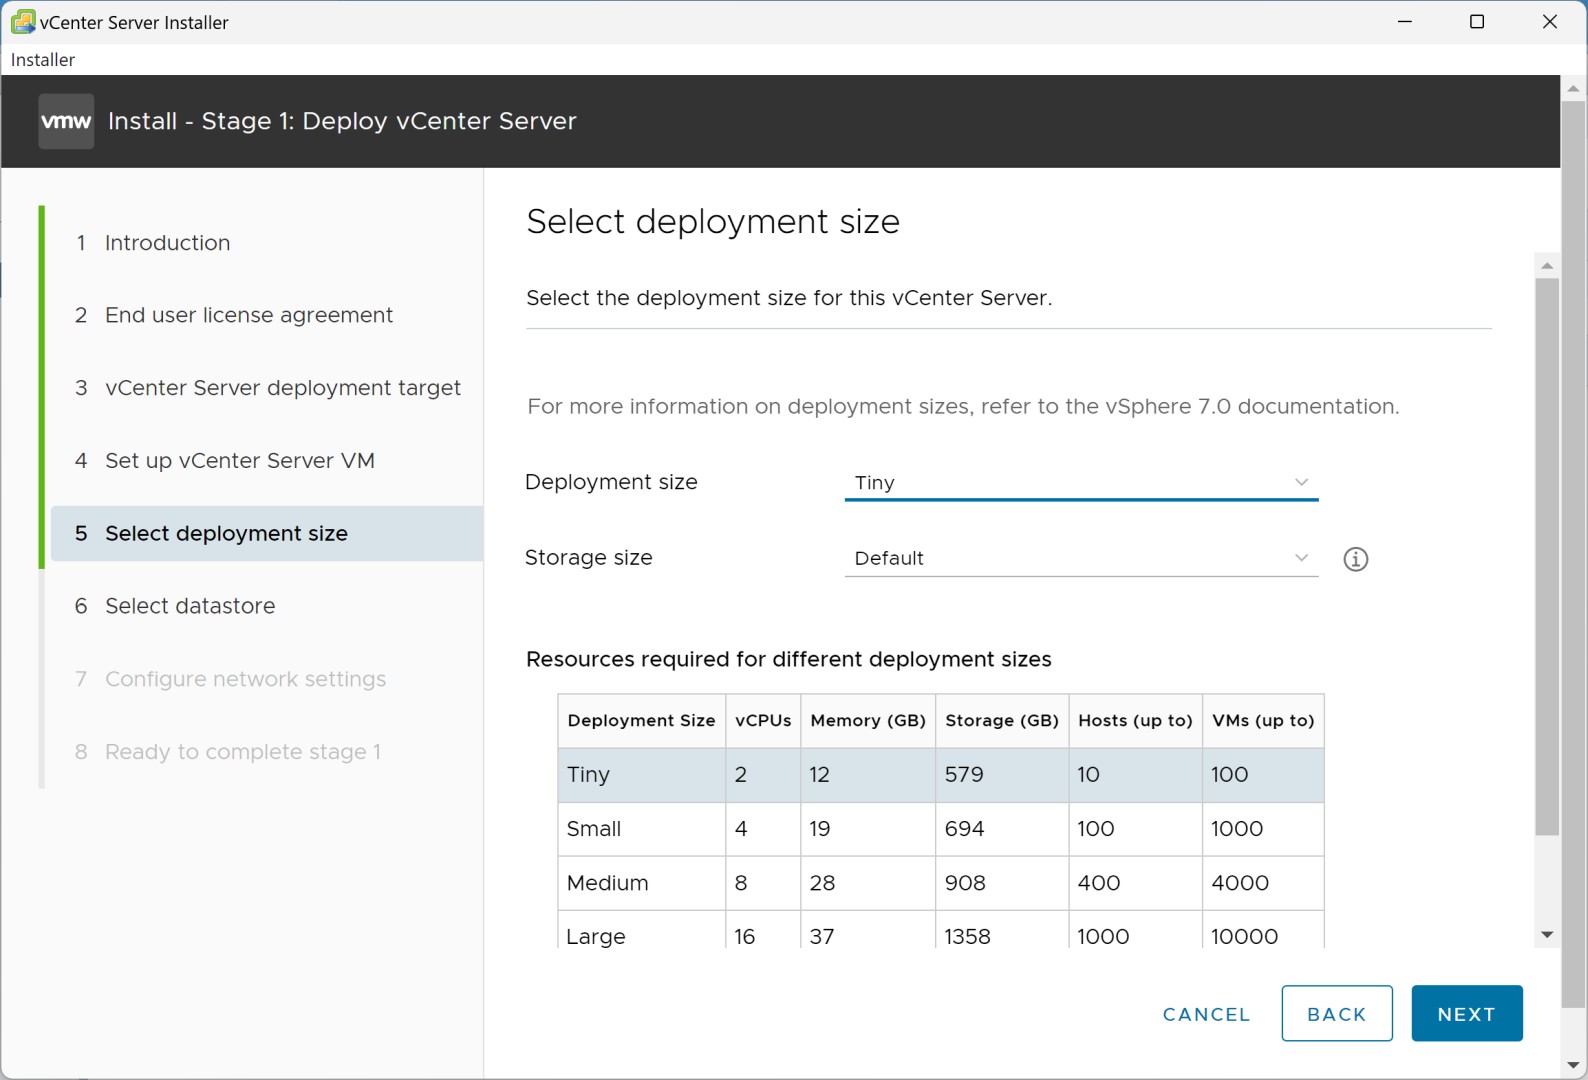 vCenter Server Installer
Installer
vmw Install - Stage 1: Deploy vCenter Server
1 Introduction
2 End user license agreement
3 vCenter Server deployment target
4 Set up vCenter Server VM
5 Select deployment size
6 Select datastore
7 Configure network settings
8 Ready to complete stage 1
Select deployment size
Select the deployment size for this vCenter Server.
For more information on deployment sizes, refer to the vSphere 7.0 documentation.
Deployment size Tiny
Storage size Default
Resources required for different deployment sizes
Deployment Size vCPUs Memory (GB) Storage (GB) Hosts (up to) VMs (up to)
Tiny 2 12 579 10 100
Small 4 19 694 100 1000
Medium 8 28 908 400 4000
Large 16 37 1358 1000 10000
CANCEL BACK NEXT